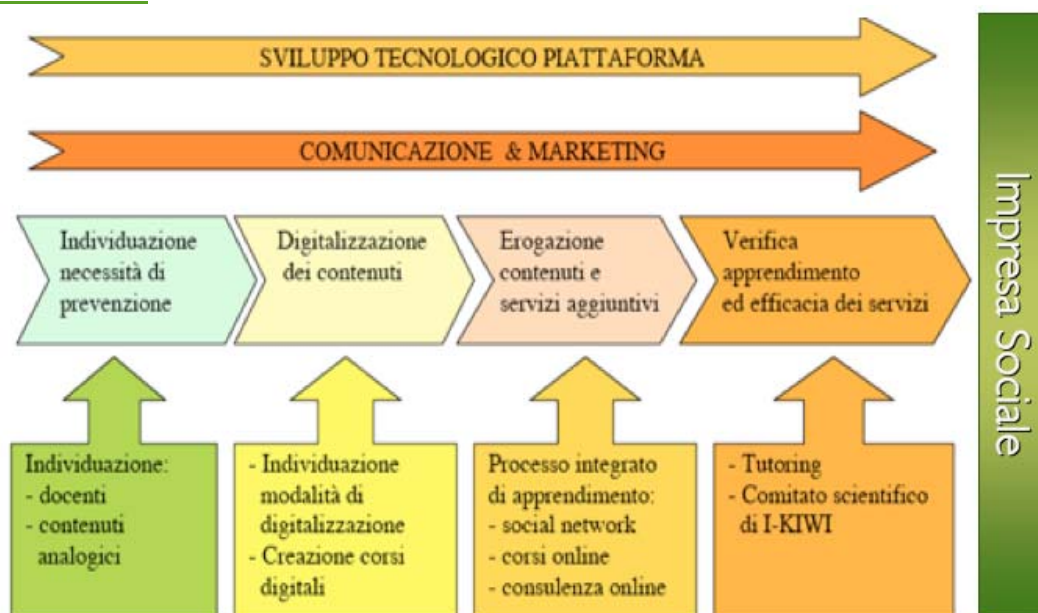 SVILUPPO TECNOLOGICO PIATTAFORMA
COMUNICAZIONE & MARKETING
Individuazione
necessità di
prevenzione
Digitalizzazione
dei contenuti
Erogazione
contenuti e
servizi aggiuntivi
Verifica
apprendimento
ed efficacia dei servizi
Individuazione:
- docenti
- contenuti
analogici
- Individuazione
modalità di
digitalizzazione
- Creazione corsi
digitali
Processo integrato
di apprendimento:
- social network
- corsi online
- consulenza online
- Tutoring
- Comitato scientifico
di I-KIWI
Impresa Sociale